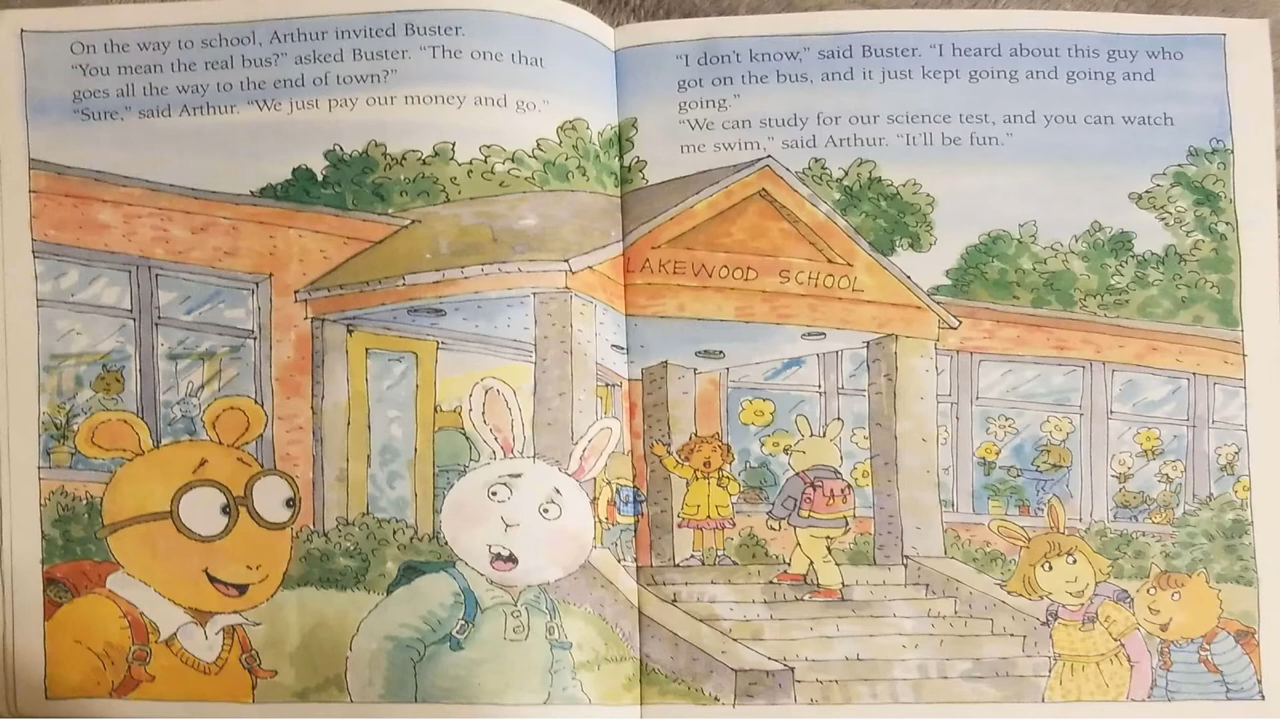 On the way to school, Arthur invited Buster.
“You mean the real bus?” asked Buster. “The one that
goes all the way to the end of town?”
“Sure,” said Arthur. “We just pay our money and go.”
“I don’t know,” said Buster. “I heard about this guy who
got on the bus, and it just kept going and going and
going.”
“We can study for our science test, and you can watch
me swim,” said Arthur. “It’ll be fun.”
LAKEWOOD SCHOOL